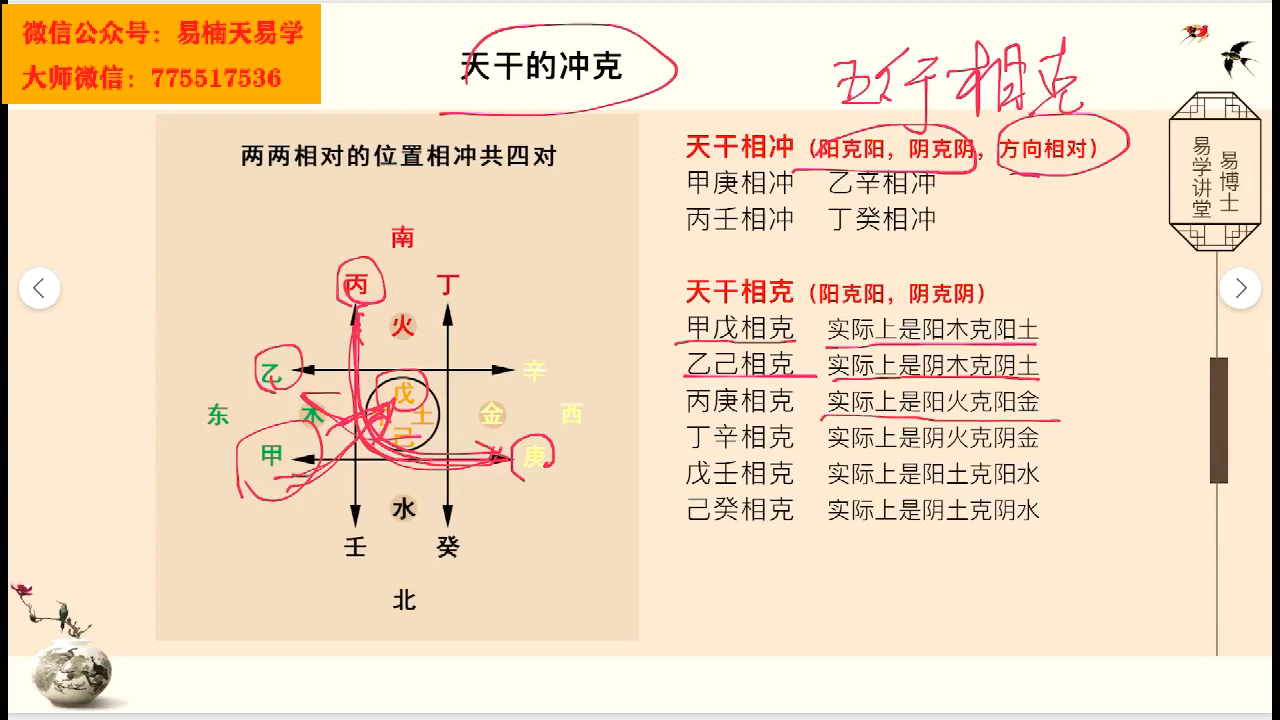 微信公众号：易楠天易学
大师微信：775517536
天干的冲克
五行相克
易博士
易学讲堂
两两相对的位置相冲共四对
南
丙 丁
火
乙 辛
戊
东 木 土 金 西
己
甲 庚
水
壬 癸
北
天干相冲（阳克阳，阴克阴，方向相对）
甲庚相冲 乙辛相冲
丙壬相冲 丁癸相冲
天干相克（阳克阳，阴克阴）
甲戊相克 实际上是阳木克阳土
乙己相克 实际上是阴木克阴土
丙庚相克 实际上是阳火克阳金
丁辛相克 实际上是阴火克阴金
戊壬相克 实际上是阳土克阳水
己癸相克 实际上是阴土克阴水